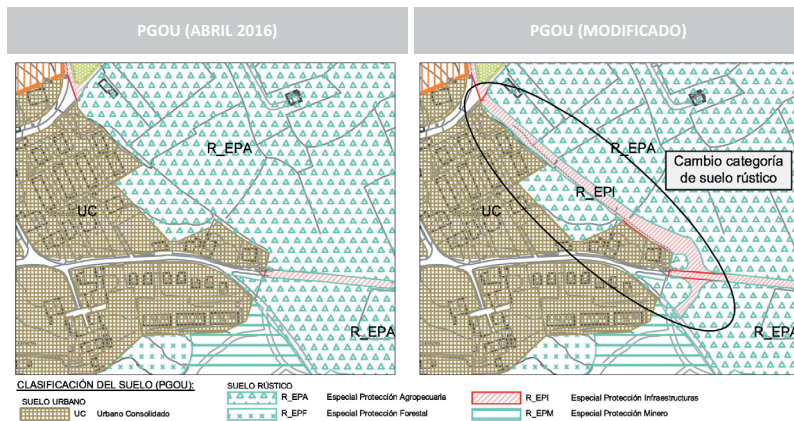 PGOU (ABRIL 2016)
PGOU (MODIFICADO)
R_EPA
UC
R_EPA
R_EPA
R_EPI
UC
R_EPA
Cambio categoría
de suelo rústico
CLASIFICACIÓN DEL SUELO (PGOU):
SUELO URBANO
UC Urbano Consolidado
SUELO RÚSTICO
R_EPA Especial Protección Agropecuaria
R_EPF Especial Protección Forestal
R_EPI Especial Protección Infraestructuras
R_EPM Especial Protección Minero